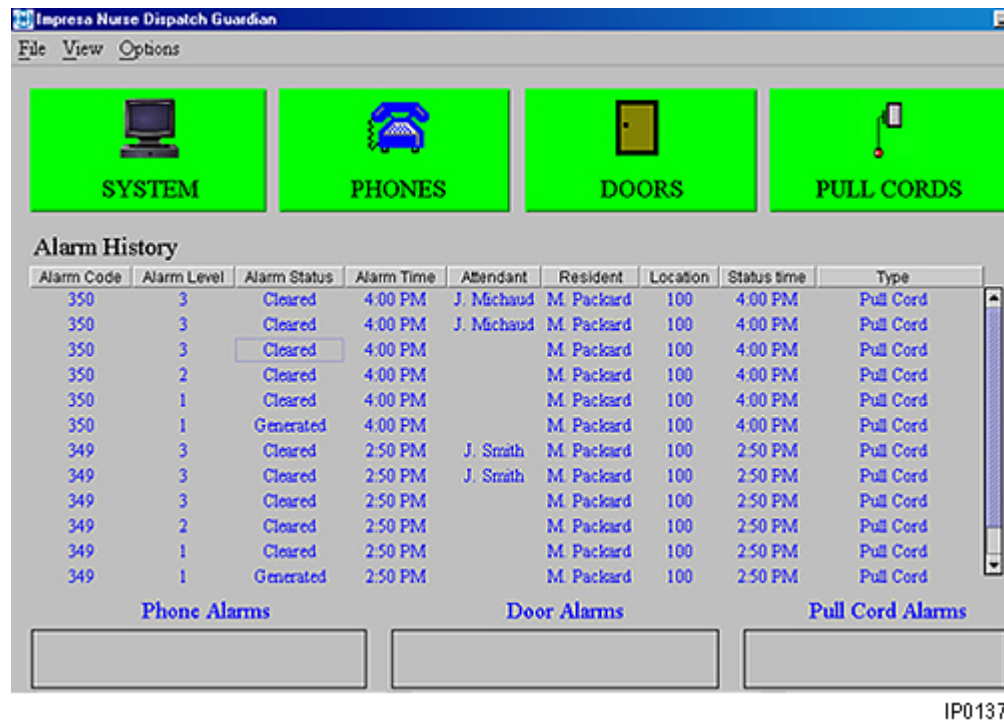 Impresa Nurse Dispatch Guardian
File View Options
SYSTEM PHONES DOORS PULL CORDS
Alarm History
Alarm Code Alarm Level Alarm Status Alarm Time Attendant Resident Location Status time Type
350 3 Cleared 4:00 PM J. Michaud M. Packard 100 4:00 PM Pull Cord
350 3 Cleared 4:00 PM J. Michaud M. Packard 100 4:00 PM Pull Cord
350 3 Cleared 4:00 PM M. Packard 100 4:00 PM Pull Cord
350 2 Cleared 4:00 PM M. Packard 100 4:00 PM Pull Cord
350 1 Cleared 4:00 PM M. Packard 100 4:00 PM Pull Cord
350 1 Generated 4:00 PM M. Packard 100 4:00 PM Pull Cord
349 3 Cleared 2:50 PM J. Smith M. Packard 100 2:50 PM Pull Cord
349 3 Cleared 2:50 PM J. Smith M. Packard 100 2:50 PM Pull Cord
349 3 Cleared 2:50 PM M. Packard 100 2:50 PM Pull Cord
349 2 Cleared 2:50 PM M. Packard 100 2:50 PM Pull Cord
349 1 Cleared 2:50 PM M. Packard 100 2:50 PM Pull Cord
349 1 Generated 2:50 PM M. Packard 100 2:50 PM Pull Cord
Phone Alarms Door Alarms Pull Cord Alarms
IP0137